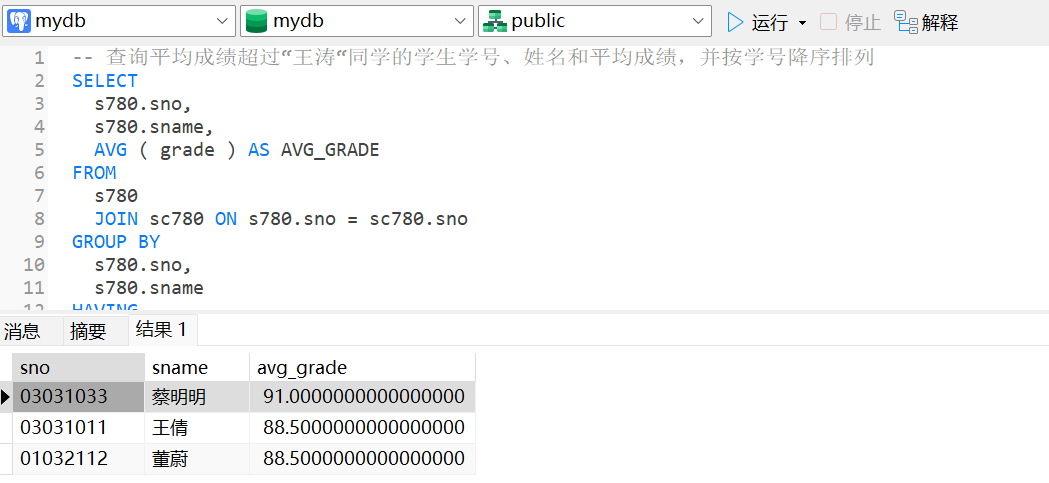 mydb mydb public 运行 停止 解释
1 -- 查询平均成绩超过“王涛“同学的学生学号、姓名和平均成绩，并按学号降序排列
2 SELECT
3 s780.sno,
4 s780.sname,
5 AVG ( grade ) AS AVG_GRADE
6 FROM
7 s780
8 JOIN sc780 ON s780.sno = sc780.sno
9 GROUP BY
10 s780.sno,
11 s780.sname
12 HAVING
消息 摘要 结果 1
sno sname avg_grade
03031033 蔡明明 91.0000000000000000
03031011 王倩 88.5000000000000000
01032112 董蔚 88.5000000000000000